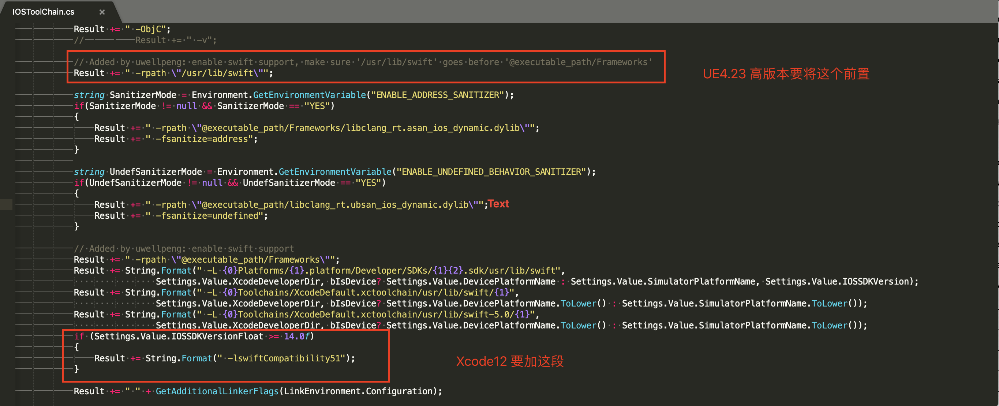 IOSToolChain.cs ×
Result += " -ObjC";
// Result += " -v";
// Added by uwellpeng: enable swift support, make sure '/usr/lib/swift' goes before '@executable_path/Frameworks'
Result += " -rpath \"/usr/lib/swift\"";
UE4.23 高版本要将这个前置
string SanitizerMode = Environment.GetEnvironmentVariable("ENABLE_ADDRESS_SANITIZER");
if(SanitizerMode != null && SanitizerMode == "YES")
{
Result += " -rpath \"@executable_path/Frameworks/libclang_rt.asan_ios_dynamic.dylib\"";
Result += " -fsanitize=address";
}
string UndefSanitizerMode = Environment.GetEnvironmentVariable("ENABLE_UNDEFINED_BEHAVIOR_SANITIZER");
if(UndefSanitizerMode != null && UndefSanitizerMode == "YES")
{
Result += " -rpath \"@executable_path/libclang_rt.ubsan_ios_dynamic.dylib\"";Text
Result += " -fsanitize=undefined";
}
// Added by uwellpeng: enable swift support
Result += " -rpath \"@executable_path/Frameworks\"";
Result += String.Format(" -L {0}Platforms/{1}.platform/Developer/SDKs/{1}{2}.sdk/usr/lib/swift",
Settings.Value.XcodeDeveloperDir, bIsDevice? Settings.Value.DevicePlatformName : Settings.Value.SimulatorPlatformName, Settings.Value.IOSSDKVersion);
Result += String.Format(" -L {0}Toolchains/XcodeDefault.xctoolchain/usr/lib/swift/{1}",
Settings.Value.XcodeDeveloperDir, bIsDevice? Settings.Value.DevicePlatformName.ToLower() : Settings.Value.SimulatorPlatformName.ToLower());
Result += String.Format(" -L {0}Toolchains/XcodeDefault.xctoolchain/usr/lib/swift-5.0/{1}",
Settings.Value.XcodeDeveloperDir, bIsDevice? Settings.Value.DevicePlatformName.ToLower() : Settings.Value.SimulatorPlatformName.ToLower());
if (Settings.Value.IOSSDKVersionFloat >= 14.0f)
{
Result += String.Format(" -lswiftCompatibility51");
}
Xcode12 要加这段
Result += " " + GetAdditionalLinkerFlags(LinkEnvironment.Configuration);